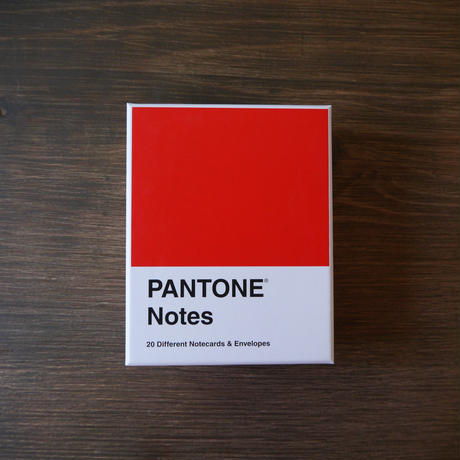 PANTONE®
Notes
20 Different Notecards & Envelopes